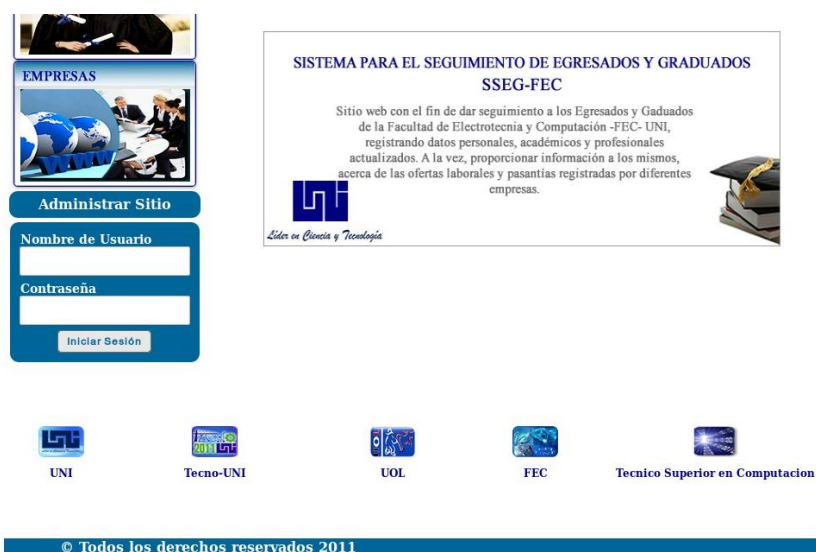 EMPRESAS
WWW
Administrar Sitio
Nombre de Usuario
Contraseña
Iniciar Sesión
SISTEMA PARA EL SEGUIMIENTO DE EGRESADOS Y GRADUADOS
SSEG-FEC
Sitio web con el fin de dar seguimiento a los Egresados y Gaduados
de la Facultad de Electrotecnia y Computación -FEC- UNI,
registrando datos personales, académicos y profesionales
actualizados. A la vez, proporcionar información a los mismos,
acerca de las ofertas laborales y pasantías registradas por diferentes
empresas.
uni
Líder en Ciencia y Tecnología
2011
UOL
UNI
Tecno-UNI
UOL
FEC
Tecnico Superior en Computacion
© Todos los derechos reservados 2011